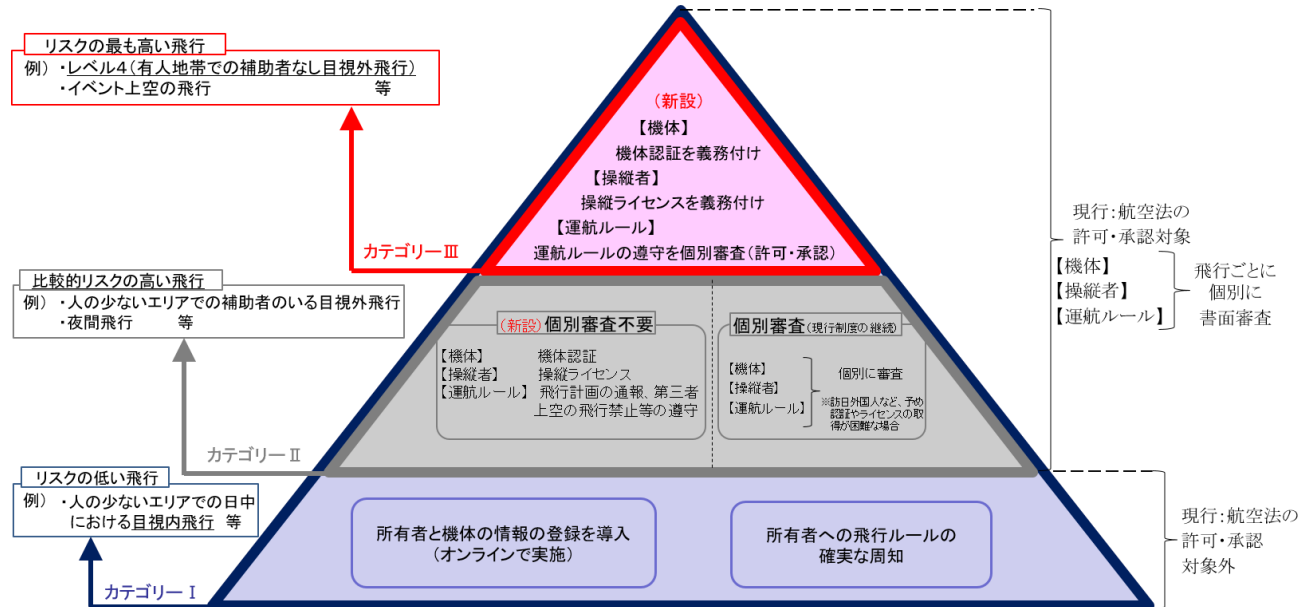 リスクの最も高い飛行
例） ・レベル4（有人地帯での補助者なし目視外飛行）
・イベント上空の飛行 等
カテゴリーⅢ
（新設）
【機体】
機体認証を義務付け
【操縦者】
操縦ライセンスを義務付け
【運航ルール】
運航ルールの遵守を個別審査（許可・承認）
現行：航空法の
許可・承認対象
【機体】
【操縦者】
【運航ルール】
飛行ごとに
個別に
書面審査
比較的リスクの高い飛行
例） ・人の少ないエリアでの補助者のいる目視外飛行
・夜間飛行 等
カテゴリーⅡ
（新設）個別審査不要
【機体】 機体認証
【操縦者】 操縦ライセンス
【運航ルール】 飛行計画の通報、第三者
上空の飛行禁止等の遵守
個別審査（現行制度の継続）
【機体】
【操縦者】
【運航ルール】
個別に審査
※訪日外国人など、予め
認証やライセンスの取
得が困難な場合
リスクの低い飛行
例） ・人の少ないエリアでの日中
における目視内飛行 等
カテゴリーⅠ
所有者と機体の情報の登録を導入
（オンラインで実施）
所有者への飛行ルールの
確実な周知
現行：航空法の
許可・承認
対象外